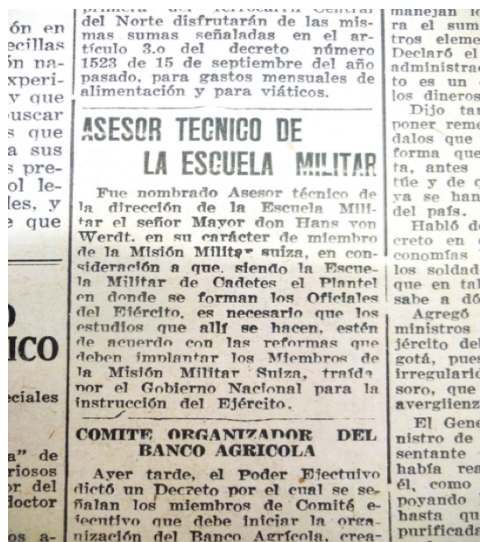 primera del Ferrocarril Central
del Norte disfrutarán de las mis-
mas sumas señaladas en el ar-
tículo 3.o del decreto número
1523 de 15 de septiembre del año
pasado, para gastos mensuales de
alimentación y para viáticos.
ASESOR TECNICO DE
LA ESCUELA MILITAR
Fue nombrado Asesor técnico de
la dirección de la Escuela Mili-
tar el señor Mayor don Hans von
Werdt. en su carácter de miembro
de la Misión Militar suiza, en con-
sideración a que, siendo la Escue-
la Militar de Cadetes el Plantel
en donde se forman los Oficiales
del Ejército, es necesario que los
estudios que allí se hacen, estén
de acuerdo con las reformas que
deben implantar los Miembros de
la Misión Militar Suiza, traída
por el Gobierno Nacional para la
instrucción del Ejército.
COMITE ORGANIZADOR DEL
BANCO AGRICOLA
Ayer tarde, el Poder Ejecutivo
dictó un Decreto por el cual se se-
ñalan los miembros de Comité e-
jecutivo que debe iniciar la orga-
nización del Banco Agrícola, crea-
ón en
ecillas
ón na-
xperi-
y que
buscar
s que
a sus
s pre-
ol le-
les, y
e que
O
ICO
eciales
a" de
riosos
or del
doctor
os a-
manejan lo
ra el sum
tros eleme
Declaró el
administrac
to es un
los dineros
Dijo tam
poner reme
dalos que
forma que
ta, antes
túe y de q
ya se han
del país.
Habló de
creto en
conomías
los soldad
que en tal
sabe a dó
Agregó
ministros
jército del
gotá, pues
irregularid
soro, que
avergüenz
El Gene
nistro de
sentante
había rea
él, como
poyando
hasta qu
purificada